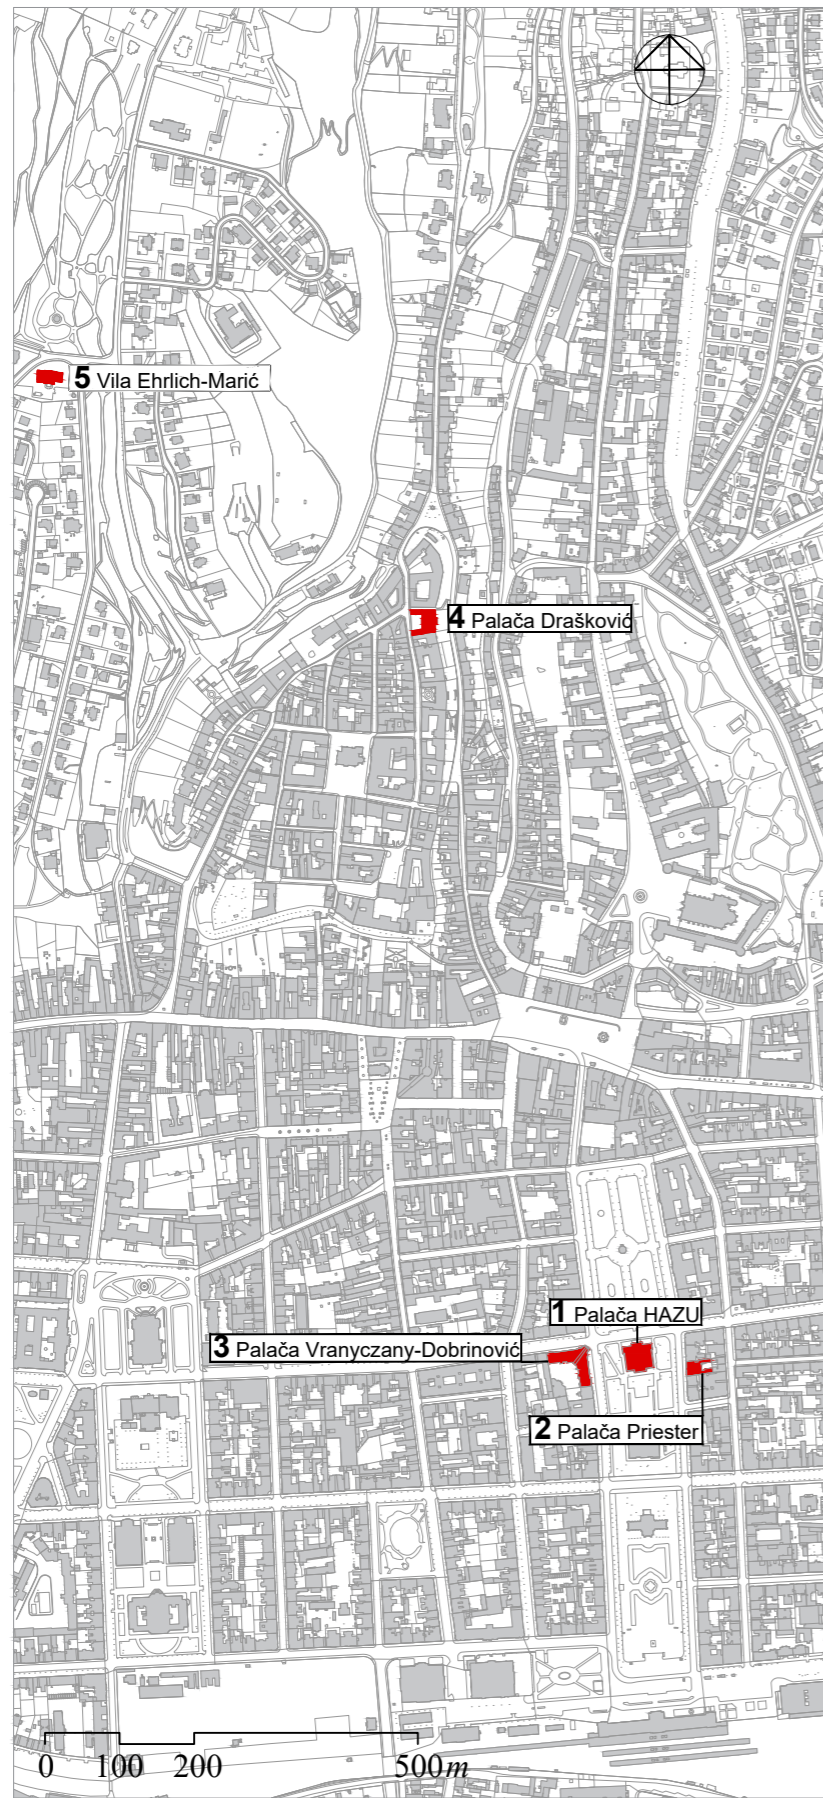 5 Vila Ehrlich-Marić
4 Palača Drašković
1 Palača HAZU
3 Palača Vranyczany-Dobrinović
2 Palača Priester
0 100 200 500m